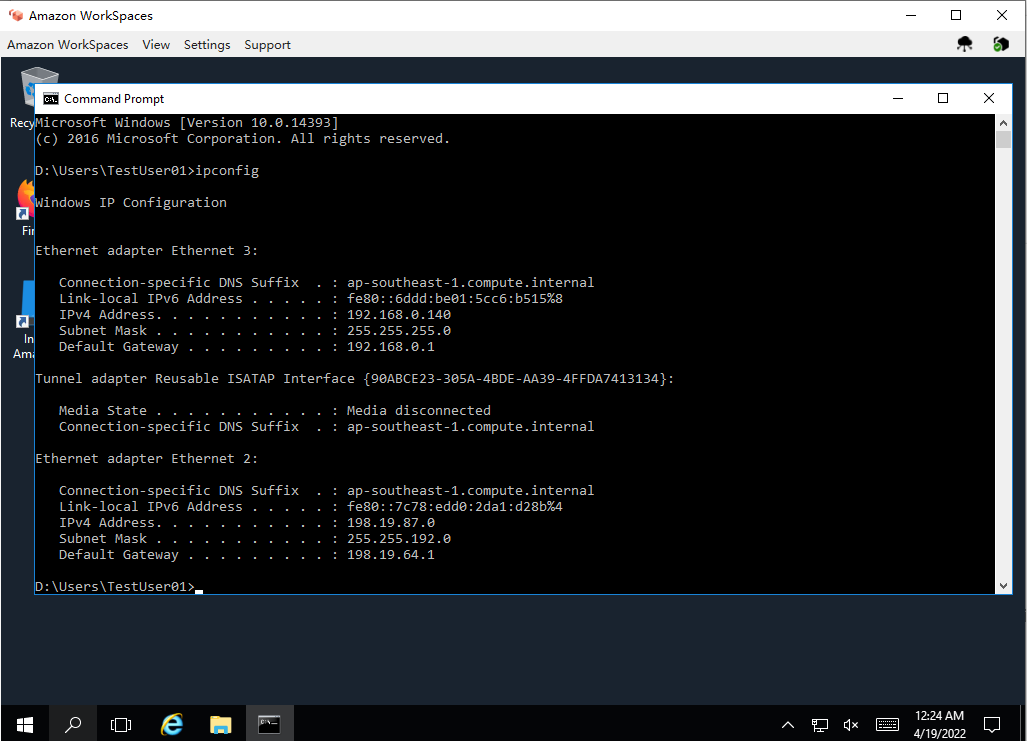 Amazon WorkSpaces
Amazon WorkSpaces View Settings Support
Command Prompt
Recy
Fir
In
Ama
Microsoft Windows [Version 10.0.14393]
(c) 2016 Microsoft Corporation. All rights reserved.
D:\Users\TestUser01>ipconfig
Windows IP Configuration
Ethernet adapter Ethernet 3:
Connection-specific DNS Suffix  . : ap-southeast-1.compute.internal
Link-local IPv6 Address . . . . . : fe80::6ddd:be01:5cc6:b515%8
IPv4 Address. . . . . . . . . . . : 192.168.0.140
Subnet Mask . . . . . . . . . . . : 255.255.255.0
Default Gateway . . . . . . . . . : 192.168.0.1
Tunnel adapter Reusable ISATAP Interface {90ABCE23-305A-4BDE-AA39-4FFDA7413134}:
Media State . . . . . . . . . . . : Media disconnected
Connection-specific DNS Suffix  . : ap-southeast-1.compute.internal
Ethernet adapter Ethernet 2:
Connection-specific DNS Suffix  . : ap-southeast-1.compute.internal
Link-local IPv6 Address . . . . . : fe80::7c78:edd0:2da1:d28b%4
IPv4 Address. . . . . . . . . . . : 198.19.87.0
Subnet Mask . . . . . . . . . . . : 255.255.192.0
Default Gateway . . . . . . . . . : 198.19.64.1
D:\Users\TestUser01>
12:24 AM
4/19/2022